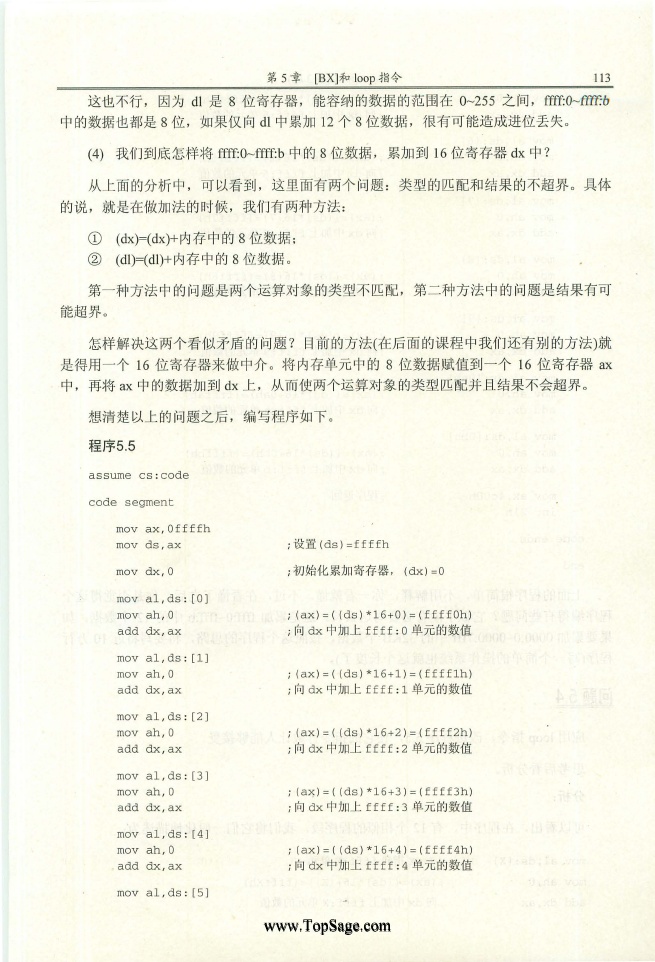 第 5 章 [BX]和 loop 指令 113
这也不行，因为 dl 是 8 位寄存器，能容纳的数据的范围在 0~255 之间，ffff:0~ffff:b
中的数据也都是 8 位，如果仅向 dl 中累加 12 个 8 位数据，很有可能造成进位丢失。
(4) 我们到底怎样将 ffff:0~ffff:b 中的 8 位数据，累加到 16 位寄存器 dx 中？
从上面的分析中，可以看到，这里面有两个问题：类型的匹配和结果的不超界。具体
的说，就是在做加法的时候，我们有两种方法：
① (dx)=(dx)+内存中的 8 位数据；
② (dl)=(dl)+内存中的 8 位数据。
第一种方法中的问题是两个运算对象的类型不匹配，第二种方法中的问题是结果有可
能超界。
怎样解决这两个看似矛盾的问题？目前的方法(在后面的课程中我们还有别的方法)就
是得用一个 16 位寄存器来做中介。将内存单元中的 8 位数据赋值到一个 16 位寄存器 ax
中，再将 ax 中的数据加到 dx 上，从而使两个运算对象的类型匹配并且结果不会超界。
想清楚以上的问题之后，编写程序如下。
程序5.5
assume cs:code
code segment
mov ax,0ffffh
mov ds,ax ;设置(ds)=ffffh
mov dx,0 ;初始化累加寄存器，(dx)=0
mov al,ds:[0]
mov ah,0 ;(ax)=((ds)*16+0)=(ffff0h)
add dx,ax ;向 dx 中加上 ffff:0 单元的数值
mov al,ds:[1]
mov ah,0 ;(ax)=((ds)*16+1)=(ffff1h)
add dx,ax ;向 dx 中加上 ffff:1 单元的数值
mov al,ds:[2]
mov ah,0 ;(ax)=((ds)*16+2)=(ffff2h)
add dx,ax ;向 dx 中加上 ffff:2 单元的数值
mov al,ds:[3]
mov ah,0 ;(ax)=((ds)*16+3)=(ffff3h)
add dx,ax ;向 dx 中加上 ffff:3 单元的数值
mov al,ds:[4]
mov ah,0 ;(ax)=((ds)*16+4)=(ffff4h)
add dx,ax ;向 dx 中加上 ffff:4 单元的数值
mov al,ds:[5]
www.TopSage.com